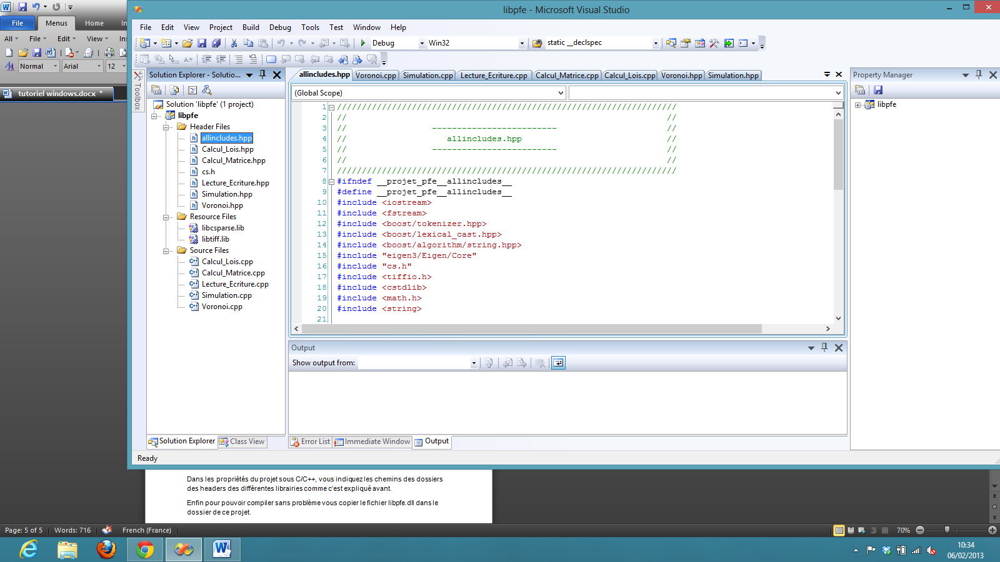 libpfe - Microsoft Visual Studio
File Menus Home In
All File Edit View Ins
Normal Arial 12
tutoriel windows.docx *
File Edit View Project Build Debug Tools Test Window Help
Debug Win32 static __declspec
Toolbox
Solution Explorer - Solutio...
Solution 'libpfe' (1 project)
libpfe
Header Files
allincludes.hpp
Calcul_Lois.hpp
Calcul_Matrice.hpp
cs.h
Lecture_Ecriture.hpp
Simulation.hpp
Voronoi.hpp
Resource Files
libcsparse.lib
libtiff.lib
Source Files
Calcul_Lois.cpp
Calcul_Matrice.cpp
Lecture_Ecriture.cpp
Simulation.cpp
Voronoi.cpp
Solution Explorer Class View
allincludes.hpp Voronoi.cpp Simulation.cpp Lecture_Ecriture.cpp Calcul_Matrice.cpp Calcul_Lois.cpp Voronoi.hpp Simulation.hpp
(Global Scope)
1 ////////////////////////////////////////////////////////////////////
2 // //
3 // ------------------------- //
4 // allincludes.hpp //
5 // ------------------------- //
6 // //
7 ////////////////////////////////////////////////////////////////////
8 #ifndef __projet_pfe__allincludes__
9 #define __projet_pfe__allincludes__
10 #include <iostream>
11 #include <fstream>
12 #include <boost/tokenizer.hpp>
13 #include <boost/lexical_cast.hpp>
14 #include <boost/algorithm/string.hpp>
15 #include "eigen3/Eigen/Core"
16 #include "cs.h"
17 #include <tiffio.h>
18 #include <cstdlib>
19 #include <math.h>
20 #include <string>
21
Output
Show output from:
Error List Immediate Window Output
Property Manager
libpfe
Ready
Dans les propriétés du projet sous C/C++, vous indiquez les chemins des dossiers
des headers des différentes librairies comme c'est expliqué avant.
Enfin pour pouvoir compiler sans problème vous copier le fichier libpfe.dll dans le
dossier de ce projet.
Page: 5 of 5 Words: 716 French (France) 70%
10:34
06/02/2013